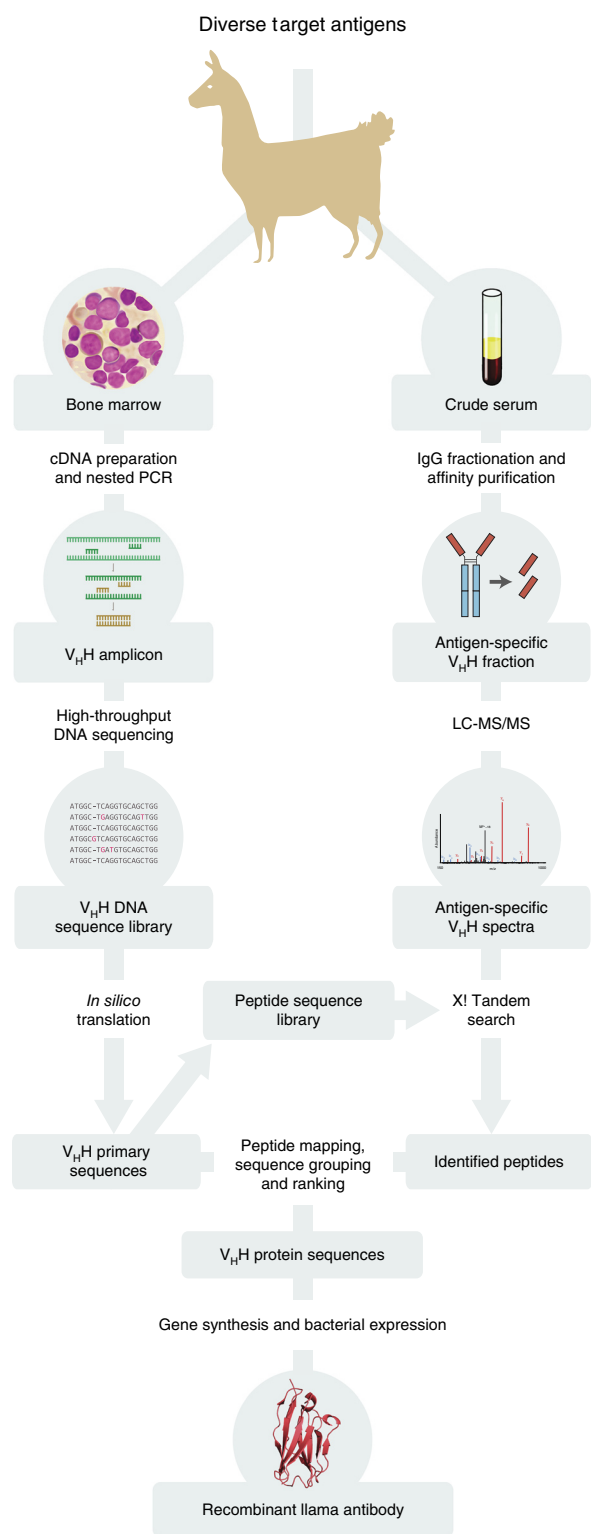 Diverse target antigens
Bone marrow
Crude serum
cDNA preparation
and nested PCR
IgG fractionation and
affinity purification
VHH amplicon
Antigen-specific
VHH fraction
High-throughput
DNA sequencing
LC-MS/MS
ATGGC-TCAGGTGCAGCTGG
ATGGC-TGAGGTGCAGTTGG
ATGGC-TCAGGTGCAGCTGG
ATGGCGTCAGGTGCAGCTGG
ATGGC-TGATGTGCAGCTGG
ATGGC-TCAGGTGCAGCTGG
Abundance
m/z
VHH DNA
sequence library
Antigen-specific
VHH spectra
In silico
translation
Peptide sequence
library
X! Tandem
search
VHH primary
sequences
Peptide mapping,
sequence grouping
and ranking
Identified peptides
VHH protein sequences
Gene synthesis and bacterial expression
Recombinant llama antibody